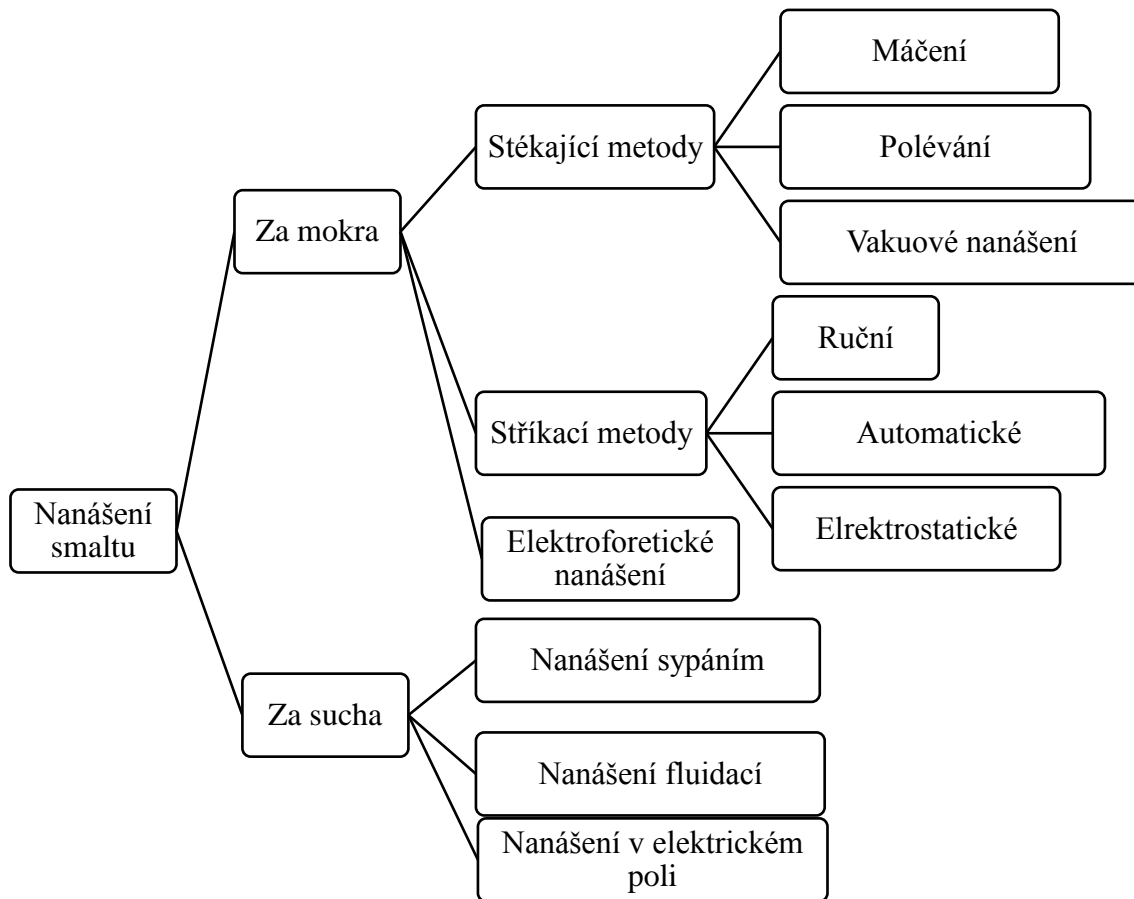 Máčení
Stékající metody
Polévání
Za mokra
Vakuové nanášení
Ruční
Stříkací metody
Automatické
Nanášení
smaltu
Elrektrostatické
Elektroforetické
nanášení
Nanášení sypáním
Za sucha
Nanášení fluidací
Nanášení v elektrickém
poli